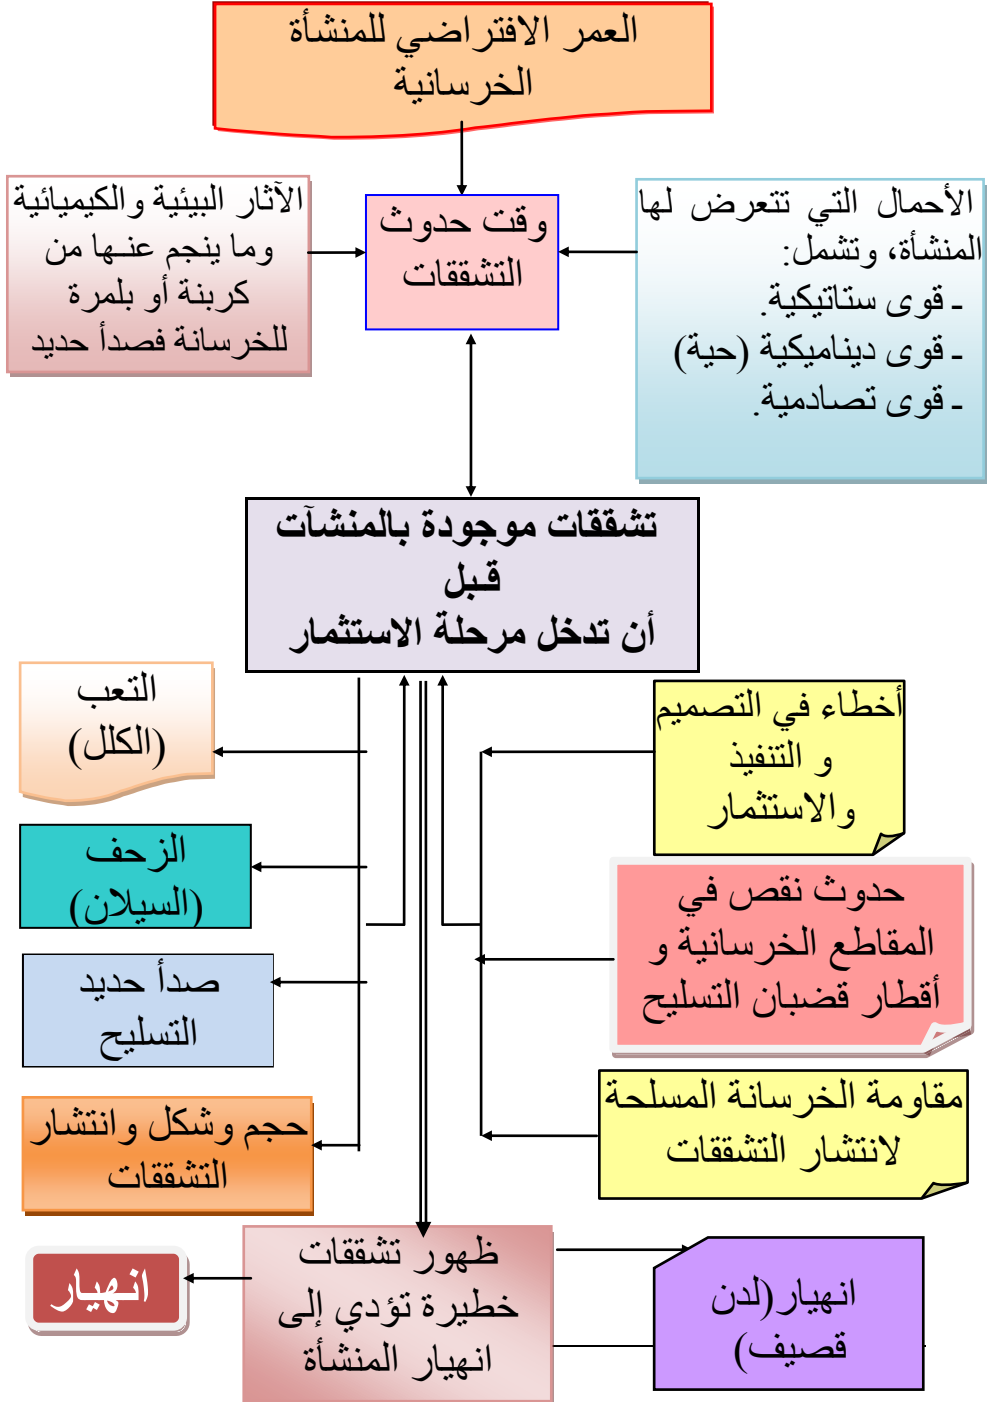 العمر الافتراضي للمنشأة
الخرسانية
الأحمال التي تتعرض لها
المنشأة، وتشمل:
ـ قوى ستاتيكية.
ـ قوى ديناميكية (حية)
ـ قوى تصادمية.
وقت حدوث
التشققات
الآثار البيئية والكيميائية
وما ينجم عنها من
كربنة أو بلمرة
للخرسانة فصدأ حديد
تشققات موجودة بالمنشآت
قبل
أن تدخل مرحلة الاستثمار
أخطاء في التصميم
و التنفيذ
والاستثمار
حدوث نقص في
المقاطع الخرسانية و
أقطار قضبان التسليح
مقاومة الخرسانة المسلحة
لانتشار التشققات
التعب
(الكلل)
الزحف
(السيلان)
صدأ حديد
التسليح
حجم وشكل وانتشار
التشققات
انهيار(لدن
قصيف)
ظهور تشققات
خطيرة تؤدي إلى
انهيار المنشأة
انهيار